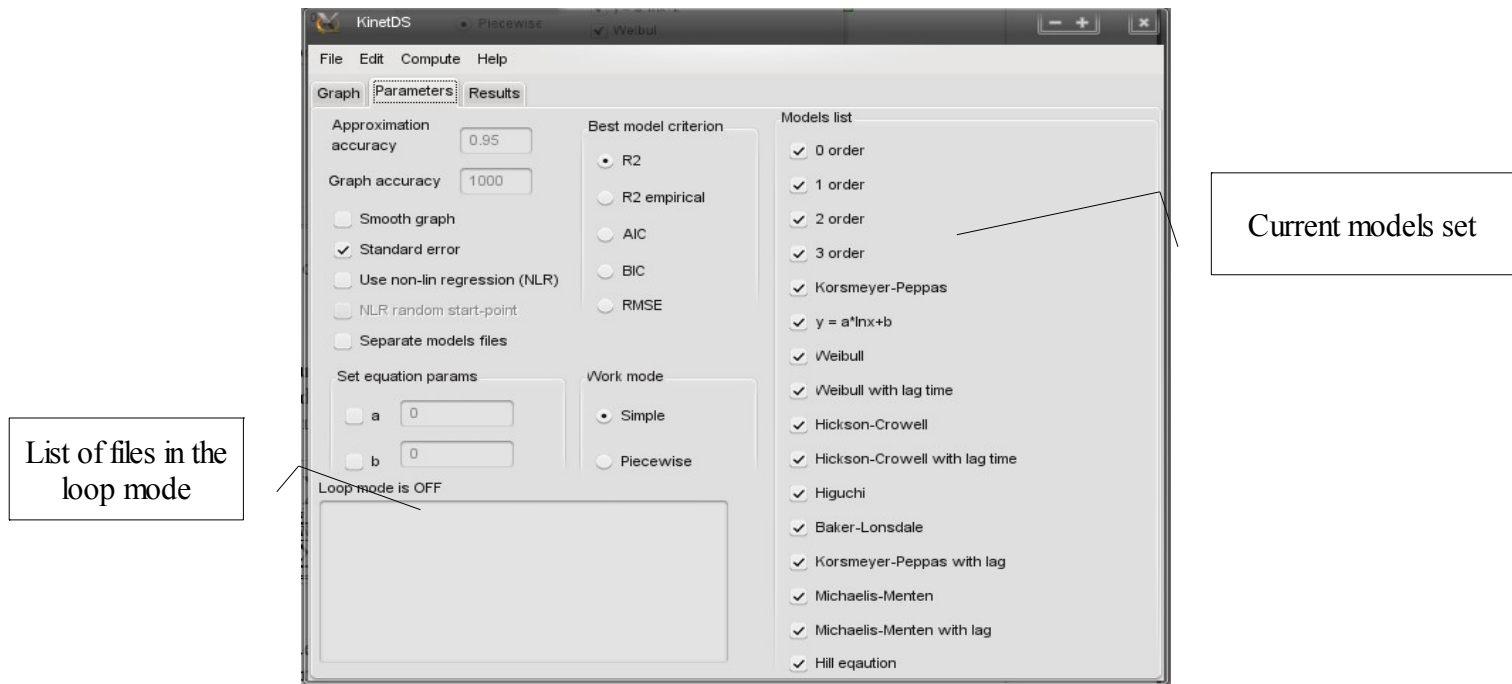 KinetDS
Piecewise
Weibul
File Edit Compute Help
Graph Parameters Results
Approximation
accuracy
0.95
Graph accuracy 1000
Smooth graph
Standard error
Use non-lin regression (NLR)
NLR random start-point
Separate models files
Best model criterion
R2
R2 empirical
AIC
BIC
RMSE
Set equation params
a 0
b 0
Work mode
Simple
Piecewise
Loop mode is OFF
Models list
0 order
1 order
2 order
3 order
Korsmeyer-Peppas
y = a*lnx+b
Weibull
Weibull with lag time
Hickson-Crowell
Hickson-Crowell with lag time
Higuchi
Baker-Lonsdale
Korsmeyer-Peppas with lag
Michaelis-Menten
Michaelis-Menten with lag
Hill eqaution
Current models set
List of files in the
loop mode